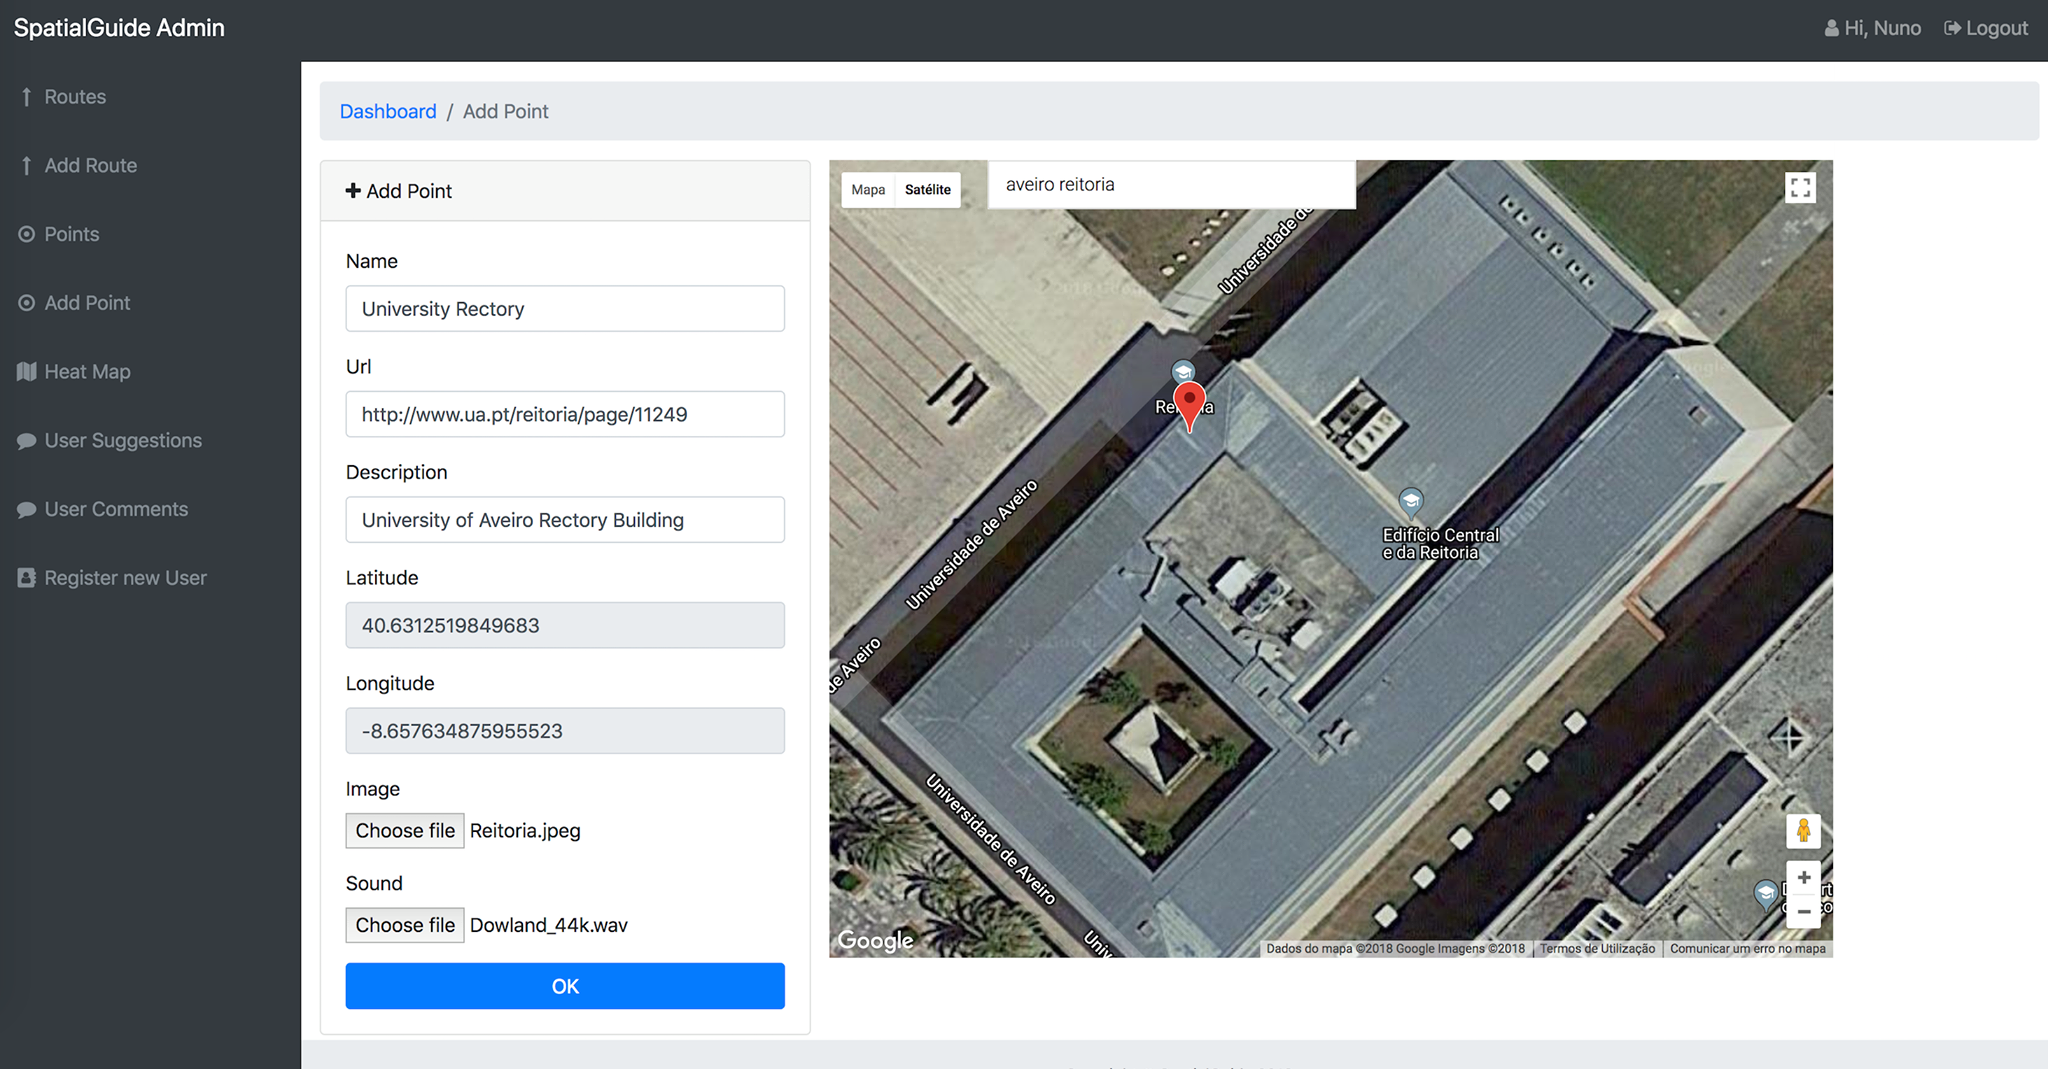 SpatialGuide Admin
Hi, Nuno
Logout
Routes
Add Route
Points
Add Point
Heat Map
User Suggestions
User Comments
Register new User
Dashboard / Add Point
Add Point
Name
University Rectory
Url
http://www.ua.pt/reitoria/page/11249
Description
University of Aveiro Rectory Building
Latitude
40.6312519849683
Longitude
-8.657634875955523
Image
Choose file Reitoria.jpeg
Sound
Choose file Dowland_44k.wav
OK
Mapa
Satélite
aveiro reitoria
Universidade de
Universidade de Aveiro
de Aveiro
Edifício Central
e da Reitoria
Universidade de Aveiro
Google
Dados do mapa ©2018 Google Imagens ©2018
Termos de Utilização
Comunicar um erro no mapa